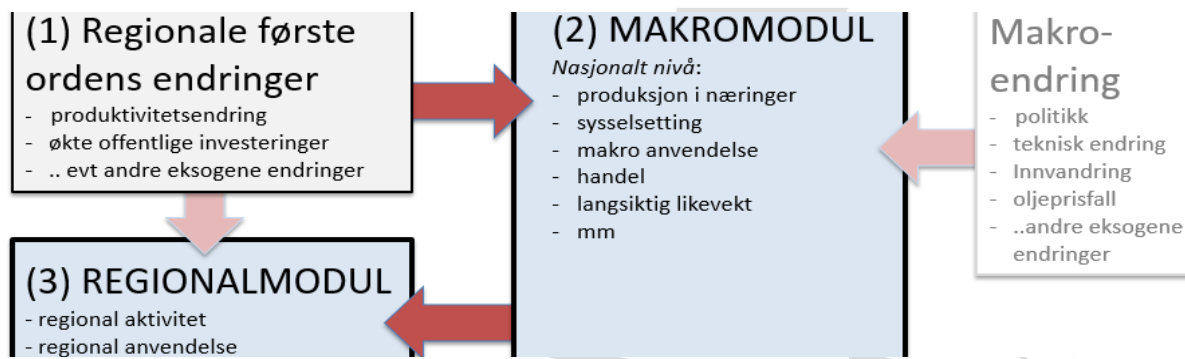 (1) Regionale første
ordens endringer
- produktivitetsendring
- økte offentlige investeringer
- .. evt andre eksogene endringer
(2) MAKROMODUL
Nasjonalt nivå:
- produksjon i næringer
- sysselsetting
- makro anvendelse
- handel
- langsiktig likevekt
- mm
Makro-
endring
- politikk
- teknisk endring
- Innvandring
- oljeprisfall
- ..andre eksogene
endringer
(3) REGIONALMODUL
- regional aktivitet
- regional anvendelse